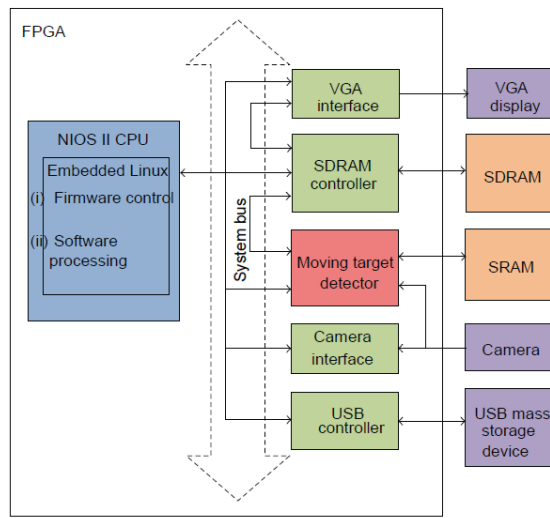 FPGA
NIOS II CPU
Embedded Linux
(i) Firmware control
(ii) Software
processing
System bus
VGA
interface
SDRAM
controller
Moving target
detector
Camera
interface
USB
controller
VGA
display
SDRAM
SRAM
Camera
USB mass
storage
device